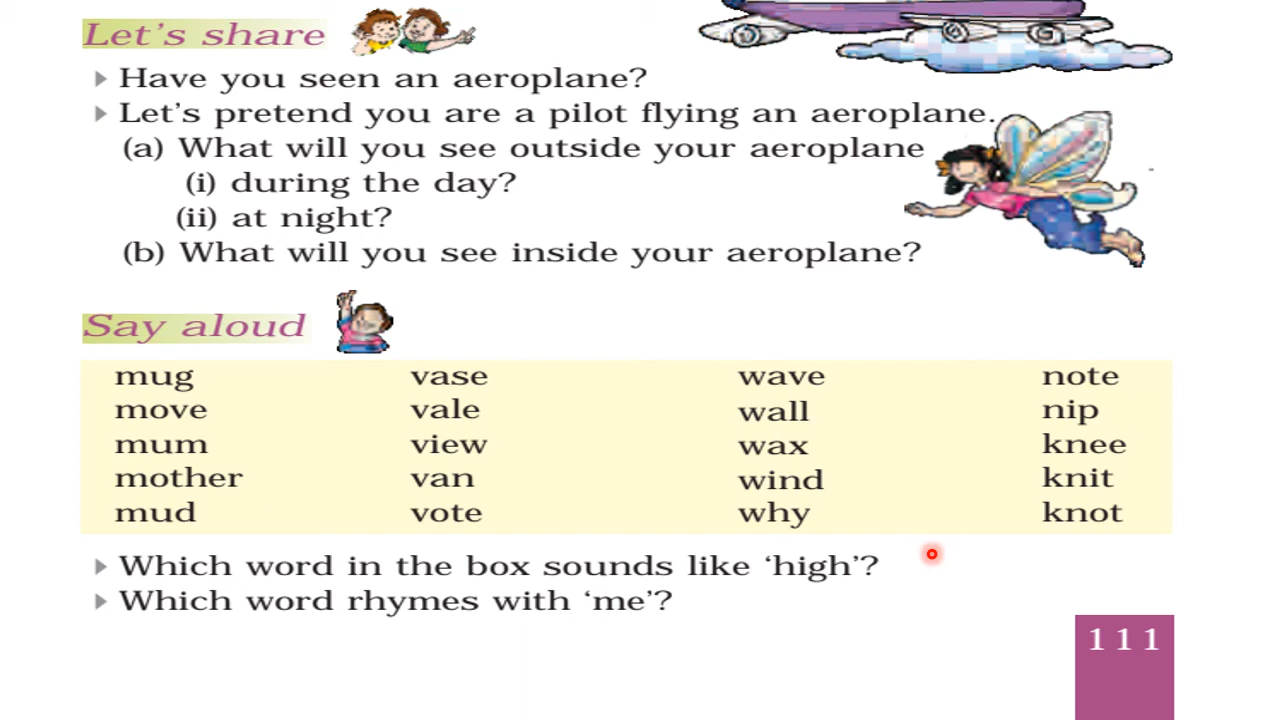 Let's share
Have you seen an aeroplane?
Let's pretend you are a pilot flying an aeroplane.
(a) What will you see outside your aeroplane
(i) during the day?
(ii) at night?
(b) What will you see inside your aeroplane?
Say aloud
mug vase wave note
move vale wall nip
mum view wax knee
mother van wind knit
mud vote why knot
Which word in the box sounds like ‘high’?
Which word rhymes with ‘me’?
111